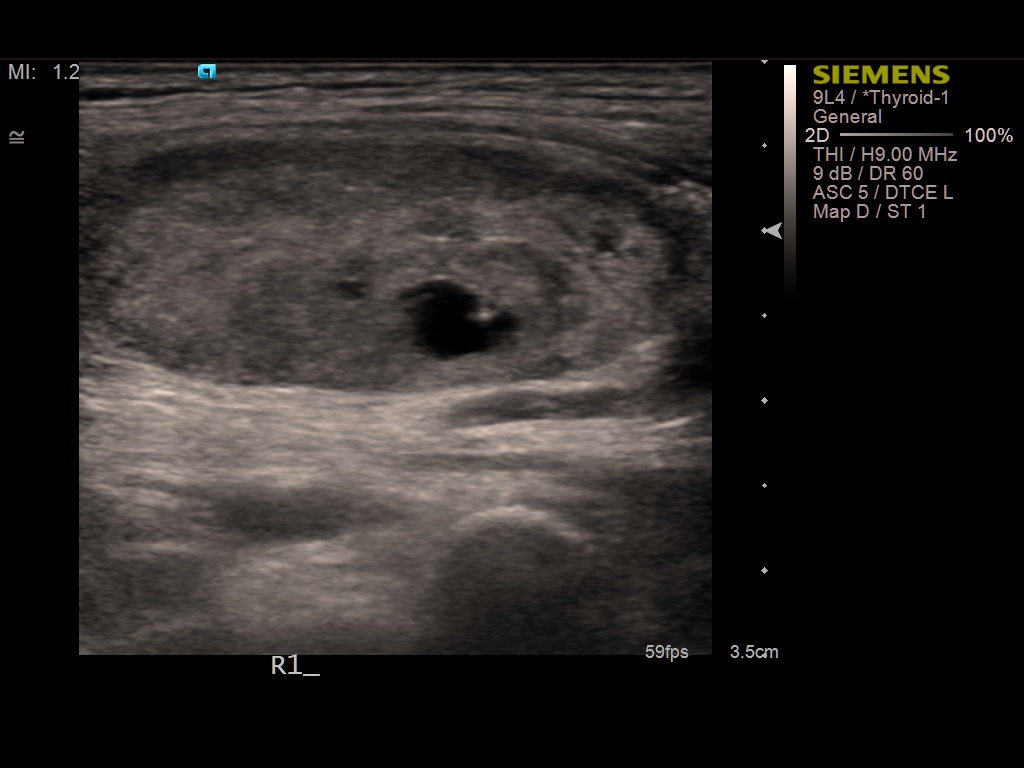 MI: 1.2
SIEMENS
9L4 / *Thyroid-1
General
2D 100%
THI / H9.00 MHz
9 dB / DR 60
ASC 5 / DTCE L
Map D / ST 1
59fps 3.5cm
R1_